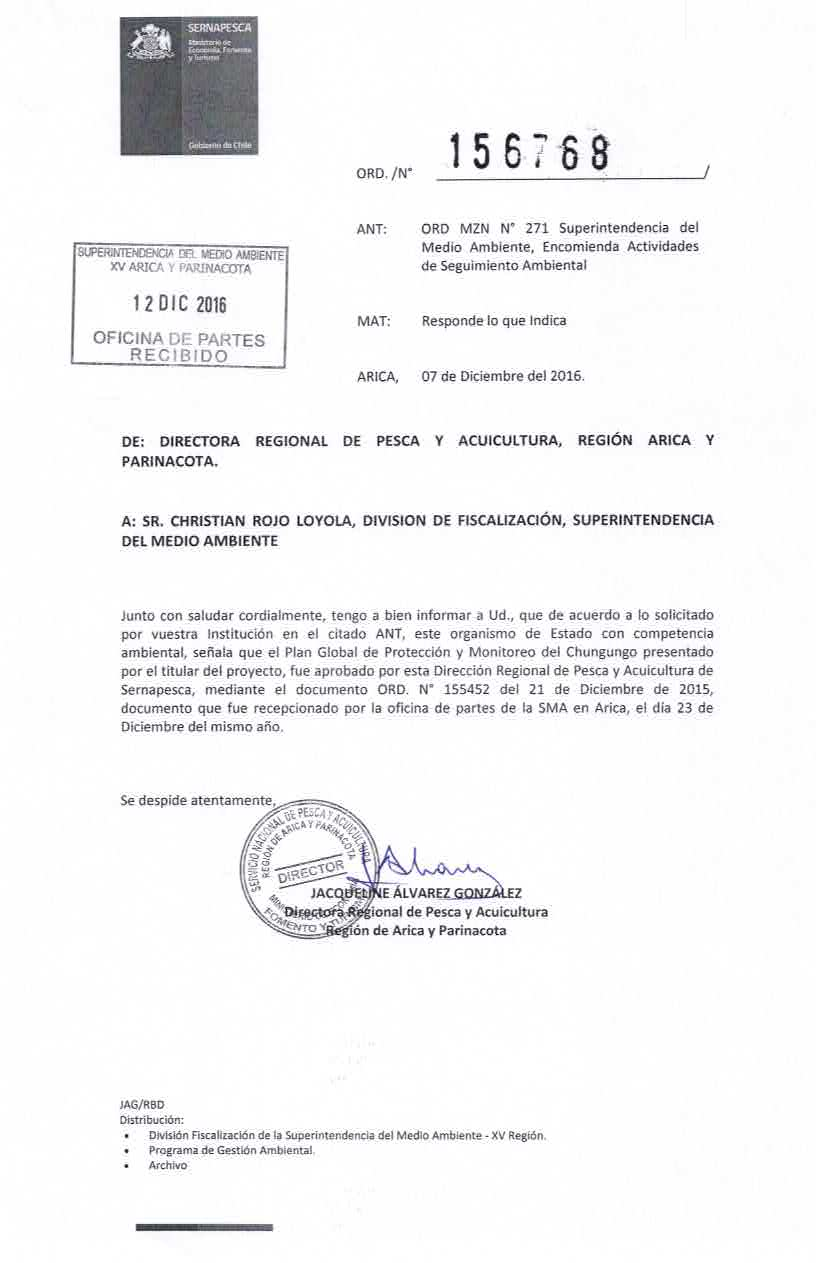 SERNAPESCA
Ministerio de
Economía, Fomento
y Turismo
Gobierno de Chile
ORD. /N° 156768 /
ANT: ORD MZN N° 271 Superintendencia del
Medio Ambiente, Encomienda Actividades
de Seguimiento Ambiental
SUPERINTENDENCIA DEL MEDIO AMBIENTE
XV ARICA Y PARINACOTA
12 DIC 2016
OFICINA DE PARTES
RECIBIDO
MAT: Responde lo que Indica
ARICA, 07 de Diciembre del 2016.
DE: DIRECTORA REGIONAL DE PESCA Y ACUICULTURA, REGIÓN ARICA Y
PARINACOTA.
A: SR. CHRISTIAN ROJO LOYOLA, DIVISION DE FISCALIZACIÓN, SUPERINTENDENCIA
DEL MEDIO AMBIENTE
Junto con saludar cordialmente, tengo a bien informar a Ud., que de acuerdo a lo solicitado
por vuestra Institución en el citado ANT, este organismo de Estado con competencia
ambiental, señala que el Plan Global de Protección y Monitoreo del Chungungo presentado
por el titular del proyecto, fue aprobado por esta Dirección Regional de Pesca y Acuicultura de
Sernapesca, mediante el documento ORD. N° 155452 del 21 de Diciembre de 2015,
documento que fue recepcionado por la oficina de partes de la SMA en Arica, el día 23 de
Diciembre del mismo año.
Se despide atentamente,
SERVICIO NACIONAL DE PESCA Y ACUICULTURA
REGION DE ARICA Y PARINACOTA
DIRECTOR
MINISTERIO DE ECONOMIA
FOMENTO Y TURISMO
JACQUELINE ÁLVAREZ GONZÁLEZ
Directora Regional de Pesca y Acuicultura
Región de Arica y Parinacota
JAG/RBD
Distribución:
• División Fiscalización de la Superintendencia del Medio Ambiente - XV Región.
• Programa de Gestión Ambiental.
• Archivo